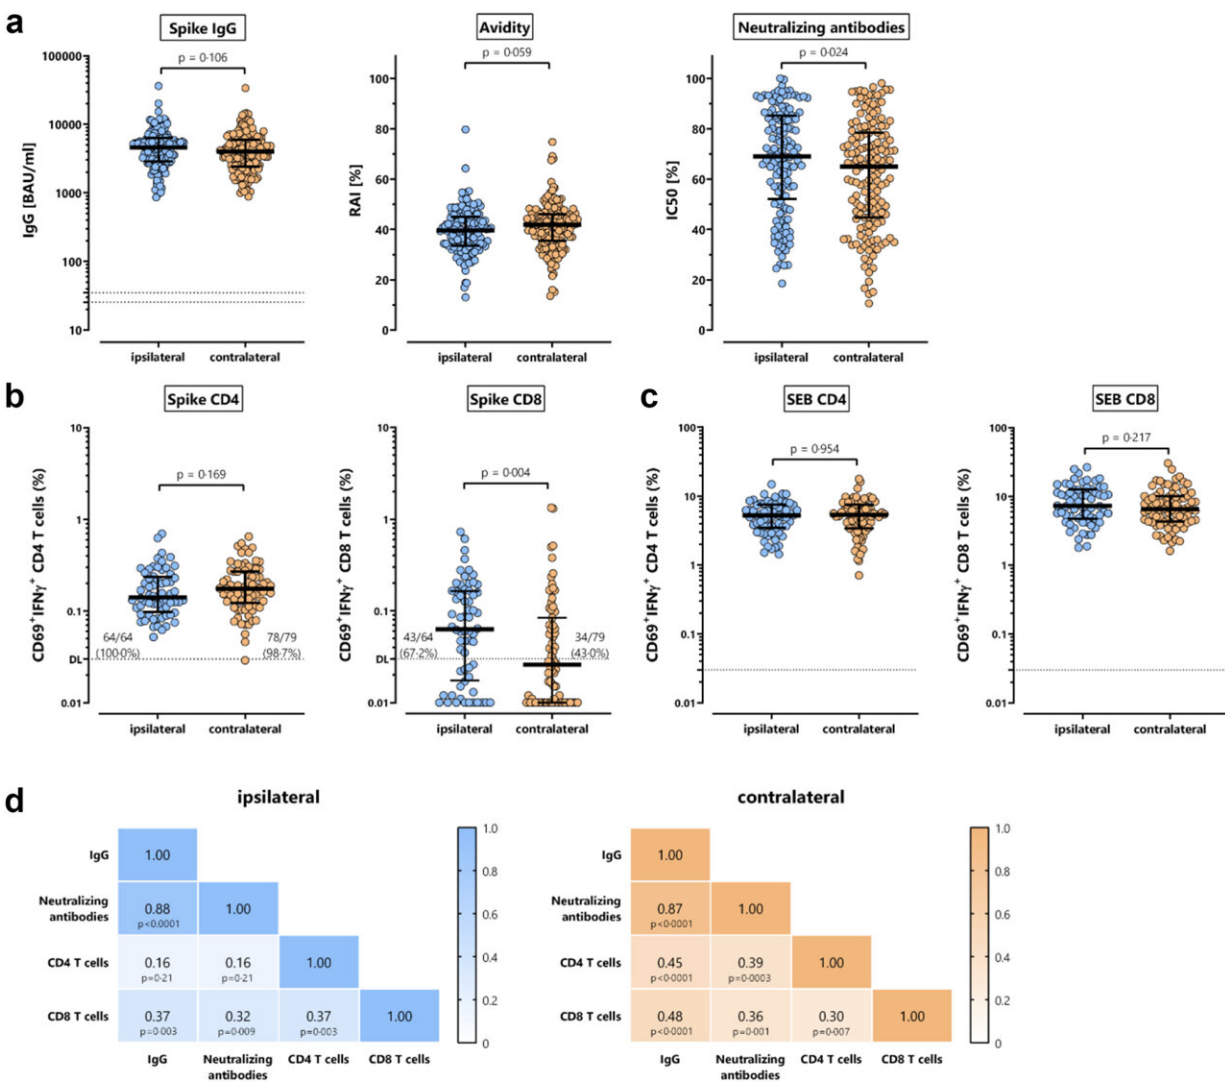 a
Spike IgG
Avidity
Neutralizing antibodies
p = 0·106
p = 0·059
p = 0·024
100000
10000
1000
100
10
IgG [BAU/ml]
ipsilateral
contralateral
100
80
60
40
20
0
RAI [%]
ipsilateral
contralateral
100
80
60
40
20
0
IC50 [%]
ipsilateral
contralateral
b
Spike CD4
p = 0·169
10
1
0.1
DL
0.01
CD69⁺IFNγ⁺ CD4 T cells (%)
64/64
(100·0%)
78/79
(98·7%)
ipsilateral
contralateral
Spike CD8
p = 0·004
10
1
0.1
DL
0.01
CD69⁺IFNγ⁺ CD8 T cells (%)
43/64
(67·2%)
34/79
(43·0%)
ipsilateral
contralateral
c
SEB CD4
p = 0·954
100
10
1
0.1
0.01
CD69⁺IFNγ⁺ CD4 T cells (%)
ipsilateral
contralateral
SEB CD8
p = 0·217
100
10
1
0.1
0.01
CD69⁺IFNγ⁺ CD8 T cells (%)
ipsilateral
contralateral
d
ipsilateral
IgG
1.00
Neutralizing
antibodies
0.88
p<0·0001
1.00
CD4 T cells
0.16
p=0·21
0.16
p=0·21
1.00
CD8 T cells
0.37
p=0·003
0.32
p=0·009
0.37
p=0·003
1.00
IgG
Neutralizing
antibodies
CD4 T cells
CD8 T cells
1.0
0.8
0.6
0.4
0.2
0
contralateral
IgG
1.00
Neutralizing
antibodies
0.87
p<0·0001
1.00
CD4 T cells
0.45
p<0·0001
0.39
p=0·0003
1.00
CD8 T cells
0.48
p<0·0001
0.36
p=0·001
0.30
p=0·007
1.00
IgG
Neutralizing
antibodies
CD4 T cells
CD8 T cells
1.0
0.8
0.6
0.4
0.2
0